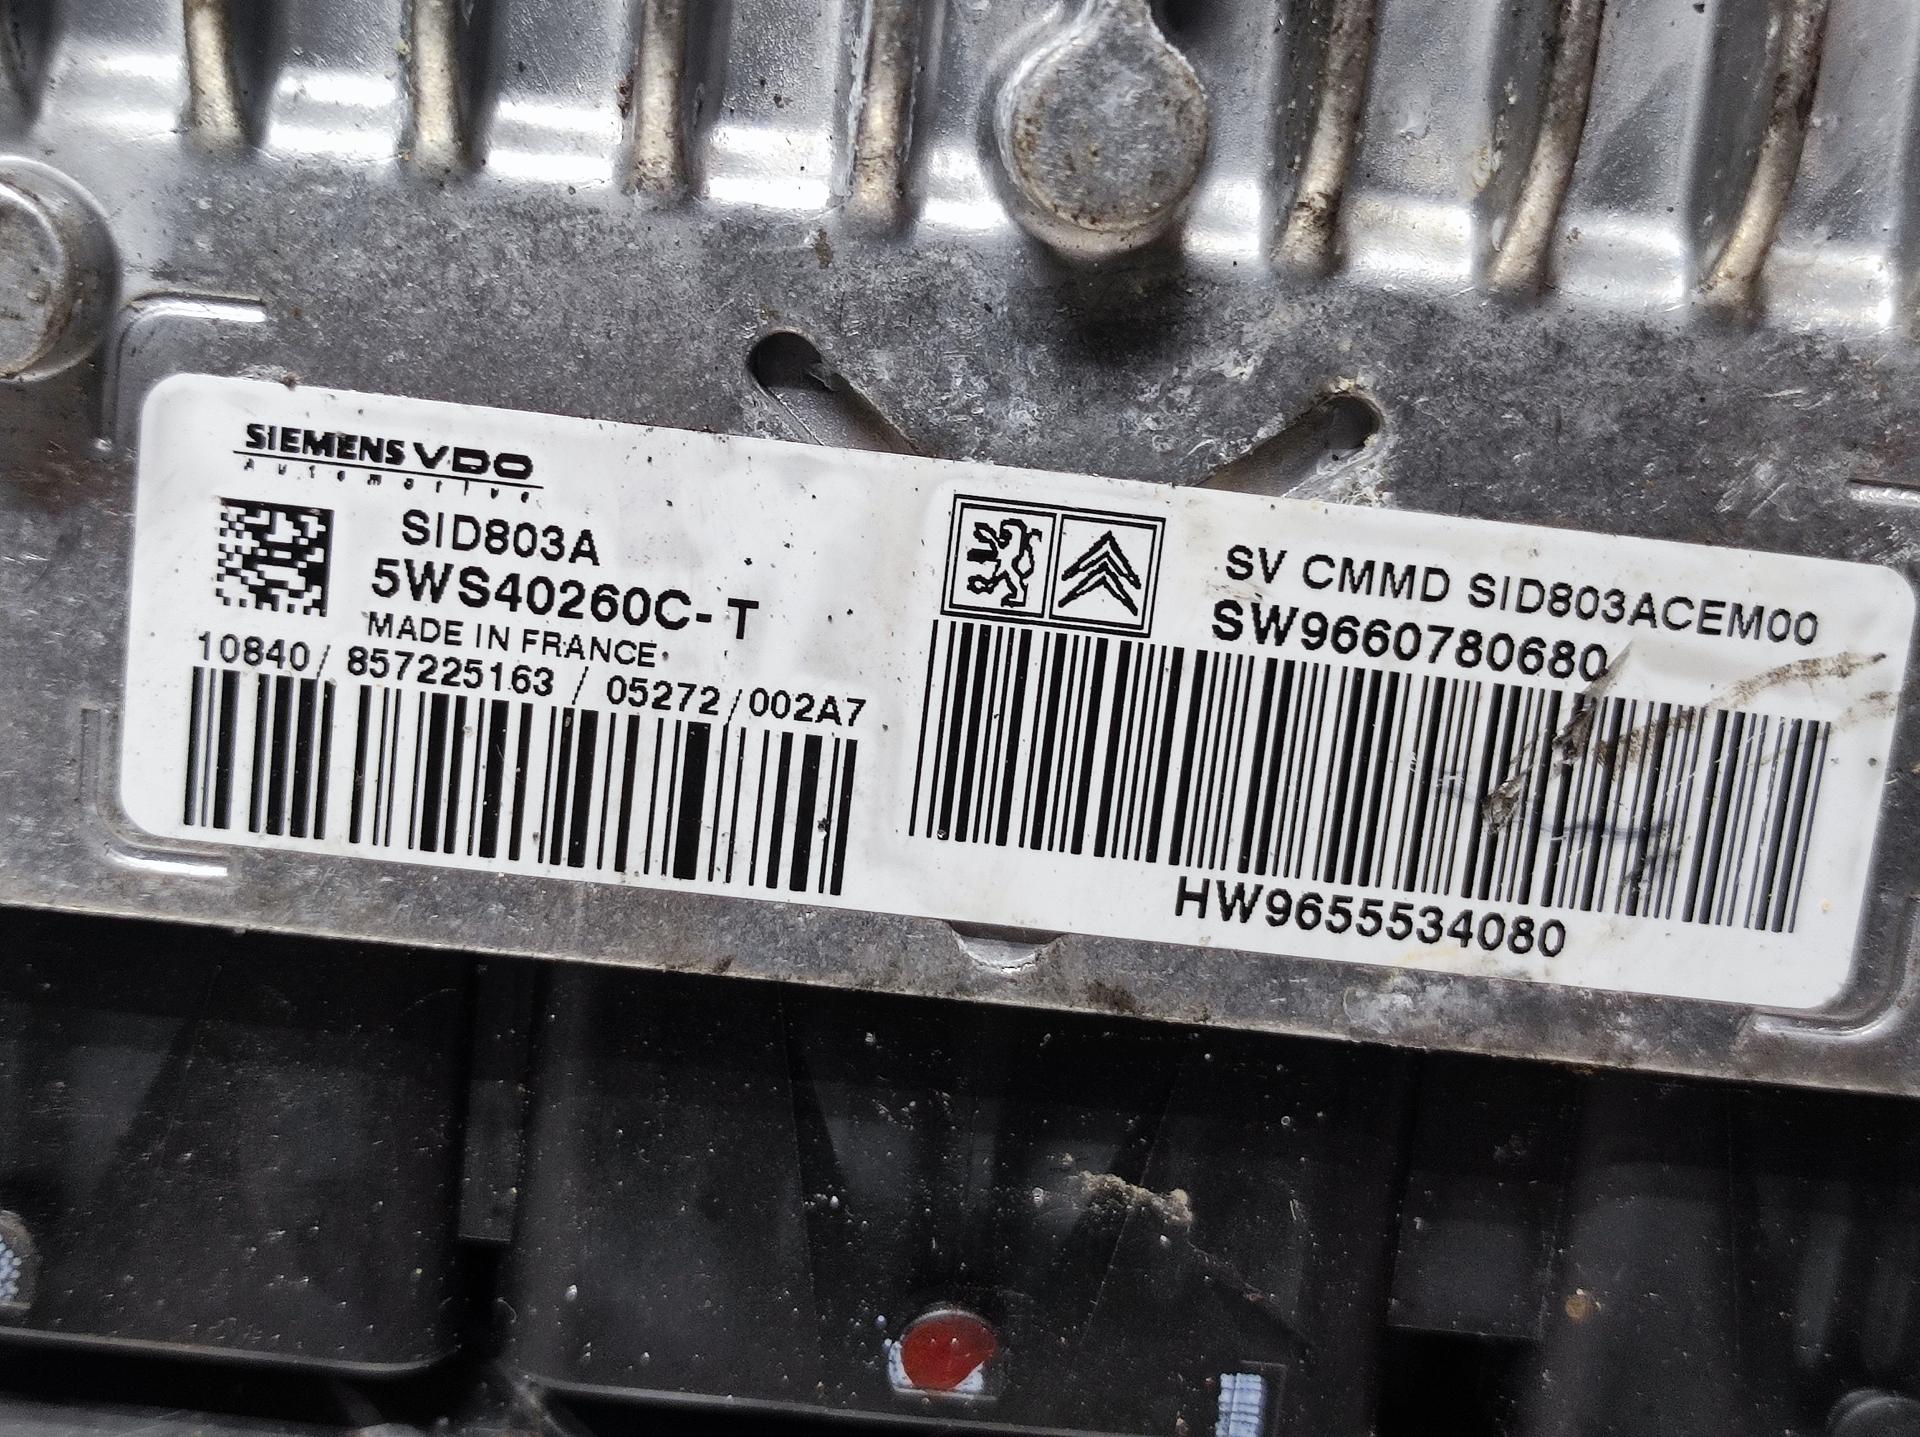 SIEMENS VDO
Automotive
SID803A
5WS40260C-T
MADE IN FRANCE
10840/ 857225163 / 05272 /002A7
SV CMMD SID803ACEM00
SW9660780680
HW9655534080